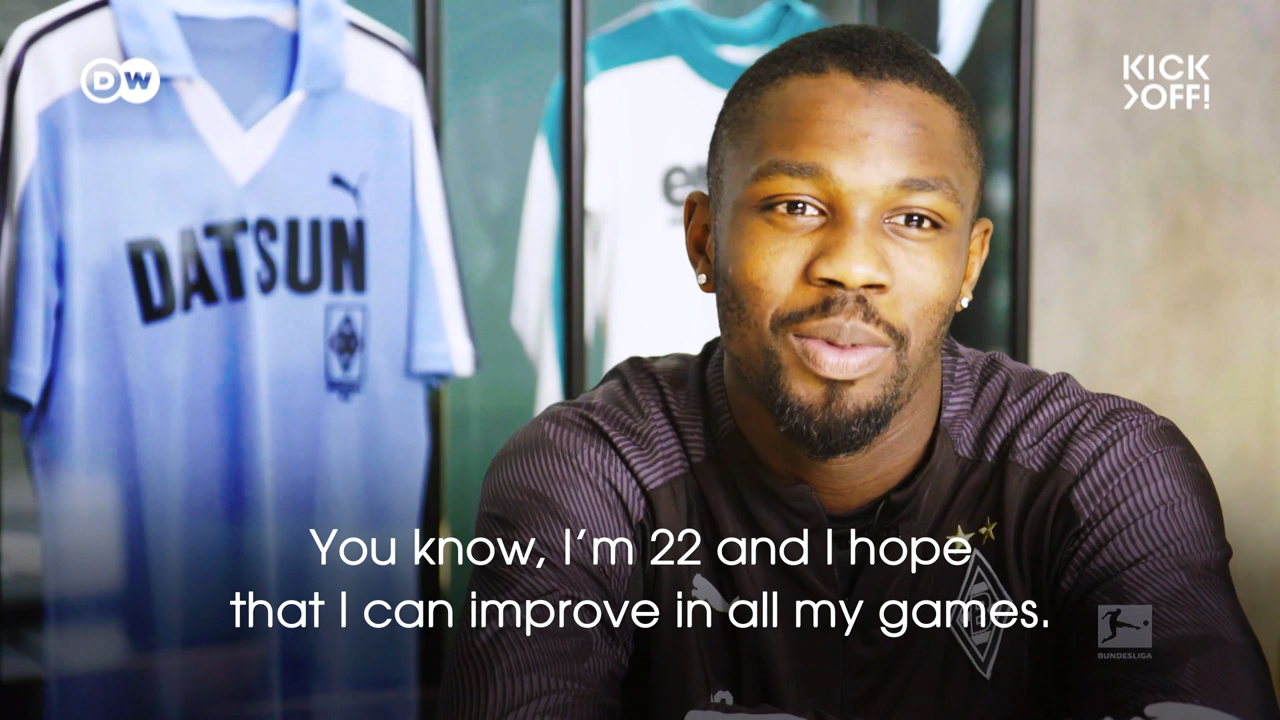 DW
KICK
OFF!
DATSUN
You know, I'm 22 and I hope
that I can improve in all my games.
BUNDESLIGA